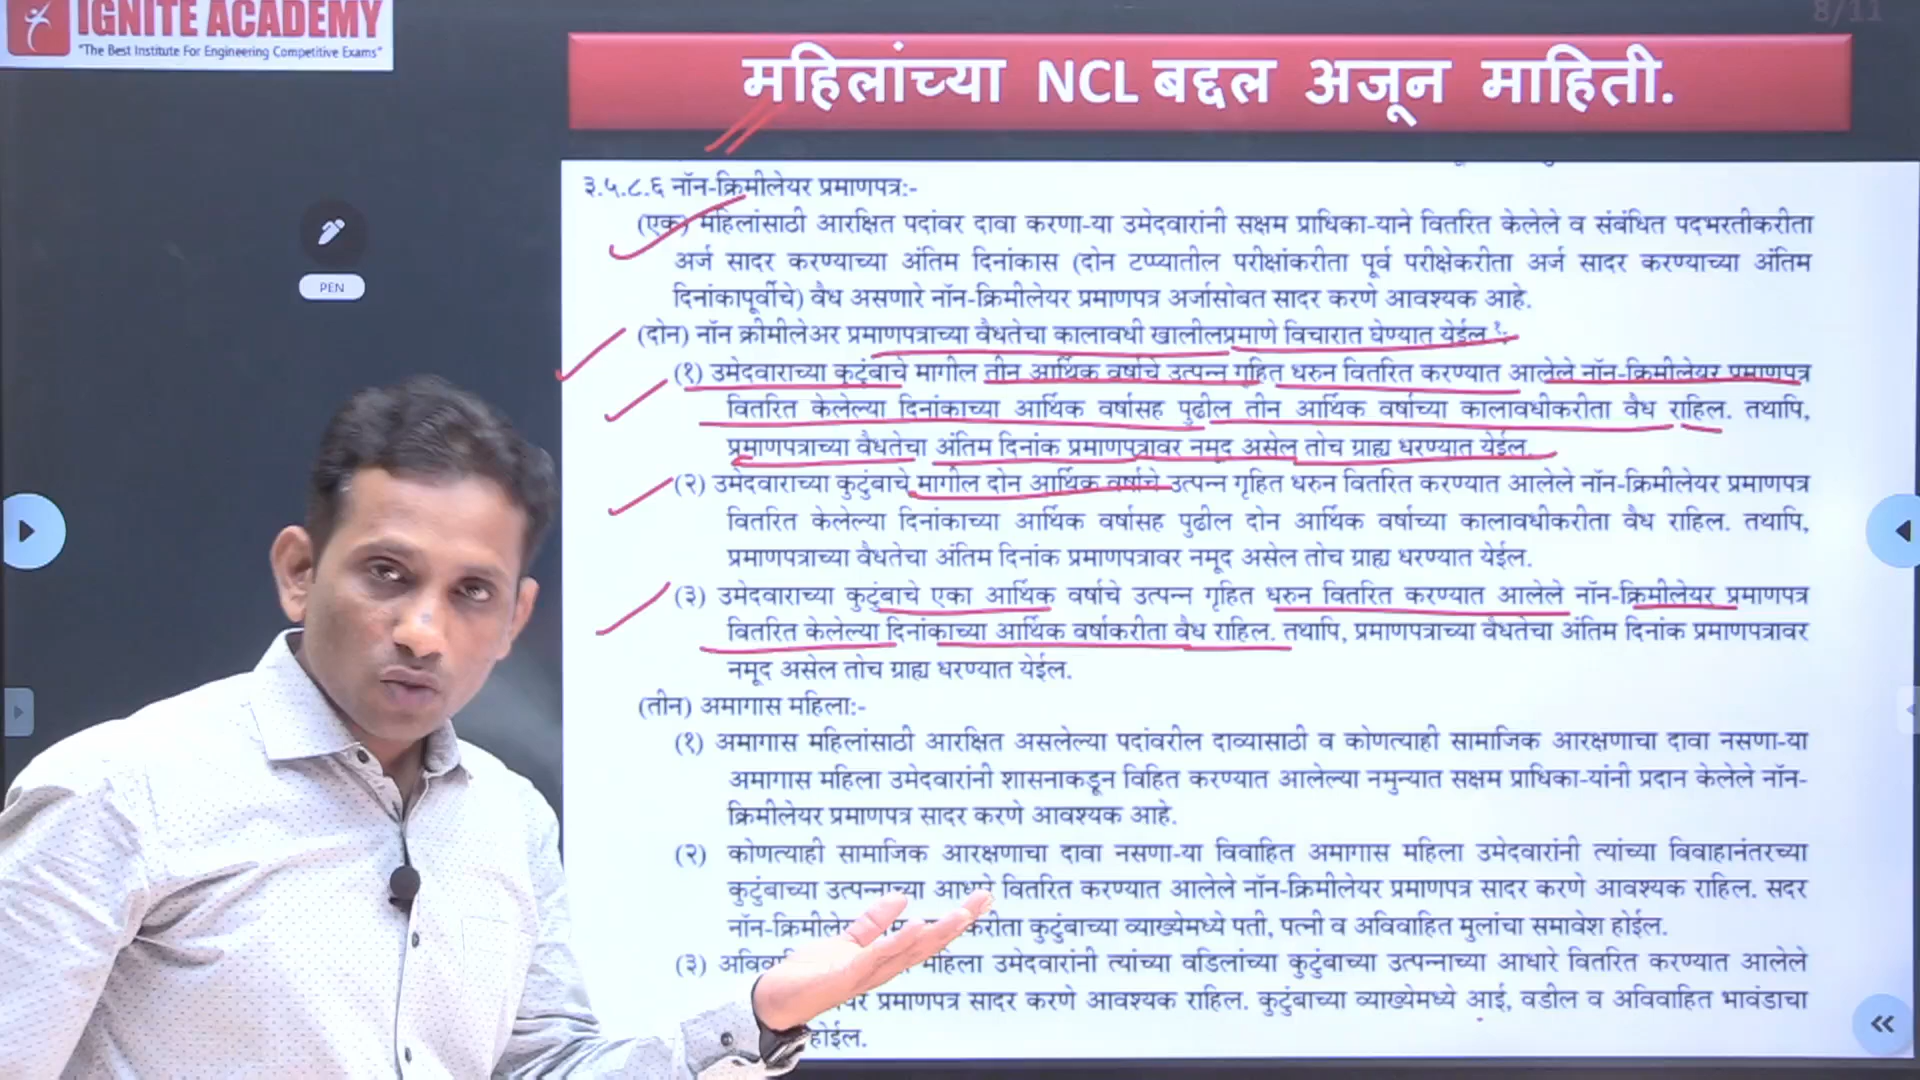 IGNITE ACADEMY
"The Best Institute For Engineering Competitive Exams"
8/11
महिलांच्या NCL बद्दल अजून माहिती.
PEN
३.५.८.६ नॉन-क्रिमीलेयर प्रमाणपत्र:-
(एक) महिलांसाठी आरक्षित पदांवर दावा करणा-या उमेदवारांनी सक्षम प्राधिका-याने वितरित केलेले व संबंधित पदभरतीकरीता
अर्ज सादर करण्याच्या अंतिम दिनांकास (दोन टप्प्यातील परीक्षांकरीता पूर्व परीक्षेकरीता अर्ज सादर करण्याच्या अंतिम
दिनांकापूर्वीचे) वैध असणारे नॉन-क्रिमीलेयर प्रमाणपत्र अर्जासोबत सादर करणे आवश्यक आहे.
(दोन) नॉन क्रीमीलेअर प्रमाणपत्राच्या वैधतेचा कालावधी खालीलप्रमाणे विचारात घेण्यात येईल
(१) उमेदवाराच्या कुटुंबाचे मागील तीन आर्थिक वर्षाचे उत्पन्न गृहित धरुन वितरित करण्यात आलेले नॉन-क्रिमीलेयर प्रमाणपत्र
वितरित केलेल्या दिनांकाच्या आर्थिक वर्षासह पुढील तीन आर्थिक वर्षाच्या कालावधीकरीता वैध राहिल. तथापि,
प्रमाणपत्राच्या वैधतेचा अंतिम दिनांक प्रमाणपत्रावर नमूद असेल तोच ग्राह्य धरण्यात येईल.
(२) उमेदवाराच्या कुटुंबाचे मागील दोन आर्थिक वर्षाचे उत्पन्न गृहित धरुन वितरित करण्यात आलेले नॉन-क्रिमीलेयर प्रमाणपत्र
वितरित केलेल्या दिनांकाच्या आर्थिक वर्षासह पुढील दोन आर्थिक वर्षाच्या कालावधीकरीता वैध राहिल. तथापि,
प्रमाणपत्राच्या वैधतेचा अंतिम दिनांक प्रमाणपत्रावर नमूद असेल तोच ग्राह्य धरण्यात येईल.
(३) उमेदवाराच्या कुटुंबाचे एका आर्थिक वर्षाचे उत्पन्न गृहित धरुन वितरित करण्यात आलेले नॉन-क्रिमीलेयर प्रमाणपत्र
वितरित केलेल्या दिनांकाच्या आर्थिक वर्षाकरीता वैध राहिल. तथापि, प्रमाणपत्राच्या वैधतेचा अंतिम दिनांक प्रमाणपत्रावर
नमूद असेल तोच ग्राह्य धरण्यात येईल.
(तीन) अमागास महिला:-
(१) अमागास महिलांसाठी आरक्षित असलेल्या पदांवरील दाव्यासाठी व कोणत्याही सामाजिक आरक्षणाचा दावा नसणा-या
अमागास महिला उमेदवारांनी शासनाकडून विहित करण्यात आलेल्या नमुन्यात सक्षम प्राधिका-यांनी प्रदान केलेले नॉन-
क्रिमीलेयर प्रमाणपत्र सादर करणे आवश्यक आहे.
(२) कोणत्याही सामाजिक आरक्षणाचा दावा नसणा-या विवाहित अमागास महिला उमेदवारांनी त्यांच्या विवाहानंतरच्या
कुटुंबाच्या उत्पन्नाच्या आधारे वितरित करण्यात आलेले नॉन-क्रिमीलेयर प्रमाणपत्र सादर करणे आवश्यक राहिल. सदर
कुटुंबाच्या व्याख्येमध्ये पती, पत्नी व अविवाहित मुलांचा समावेश होईल.
(३) महिला उमेदवारांनी त्यांच्या वडिलांच्या कुटुंबाच्या उत्पन्नाच्या आधारे वितरित करण्यात आलेले
प्रमाणपत्र सादर करणे आवश्यक राहिल. कुटुंबाच्या व्याख्येमध्ये आई, वडील व अविवाहित भावंडाचा
होईल.